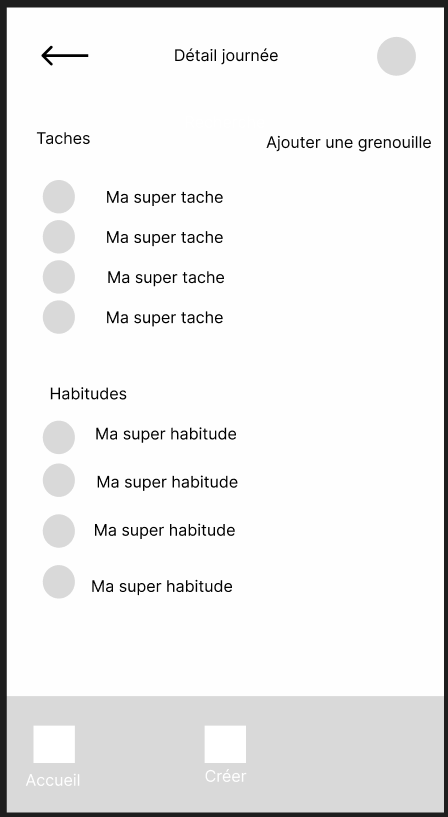 Détail journée
Taches
Ajouter une grenouille
Ma super tache
Ma super tache
Ma super tache
Ma super tache
Habitudes
Ma super habitude
Ma super habitude
Ma super habitude
Ma super habitude
Accueil
Créer